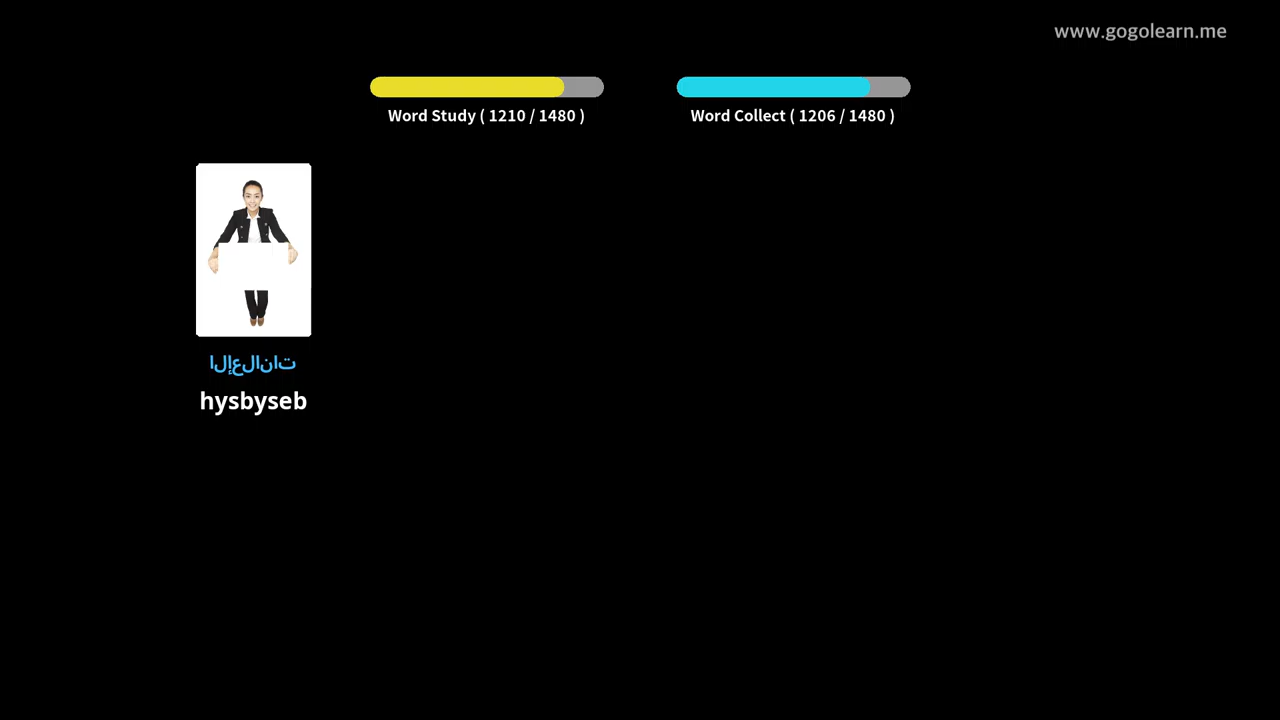 www.gogolearn.me
Word Study ( 1210 / 1480 )
Word Collect ( 1206 / 1480 )
الإعلانات
hysbyseb